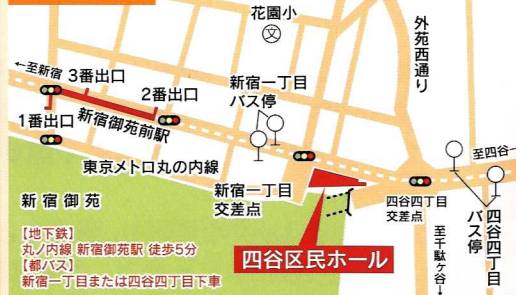 花園小
文
外苑西通り
←至新宿
3番出口
2番出口
新宿一丁目
バス停
1番出口
新宿御苑前駅
東京メトロ丸の内線
至四谷→
新宿御苑
新宿一丁目
交差点
四谷四丁目
交差点
四谷四丁目
バス停
至千駄ヶ谷↓
四谷区民ホール
【地下鉄】
丸ノ内線 新宿御苑駅 徒歩5分
【都バス】
新宿一丁目または四谷四丁目下車